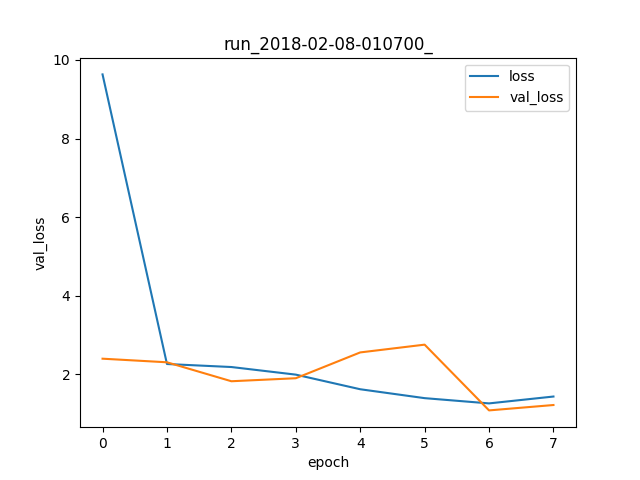 run_2018-02-08-010700_
loss
val_loss
val_loss
10
8
6
4
2
0 1 2 3 4 5 6 7
epoch